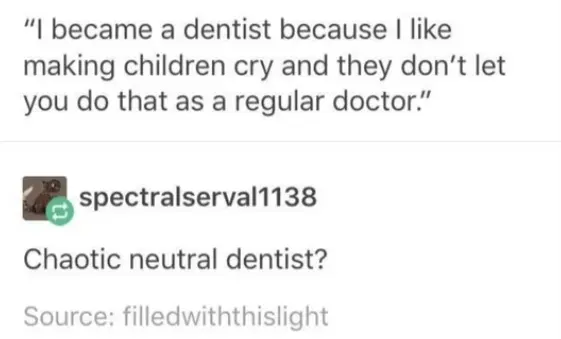 "I became a dentist because I like
making children cry and they don't let
you do that as a regular doctor."
spectralserval1138
Chaotic neutral dentist?
Source: filledwiththislight